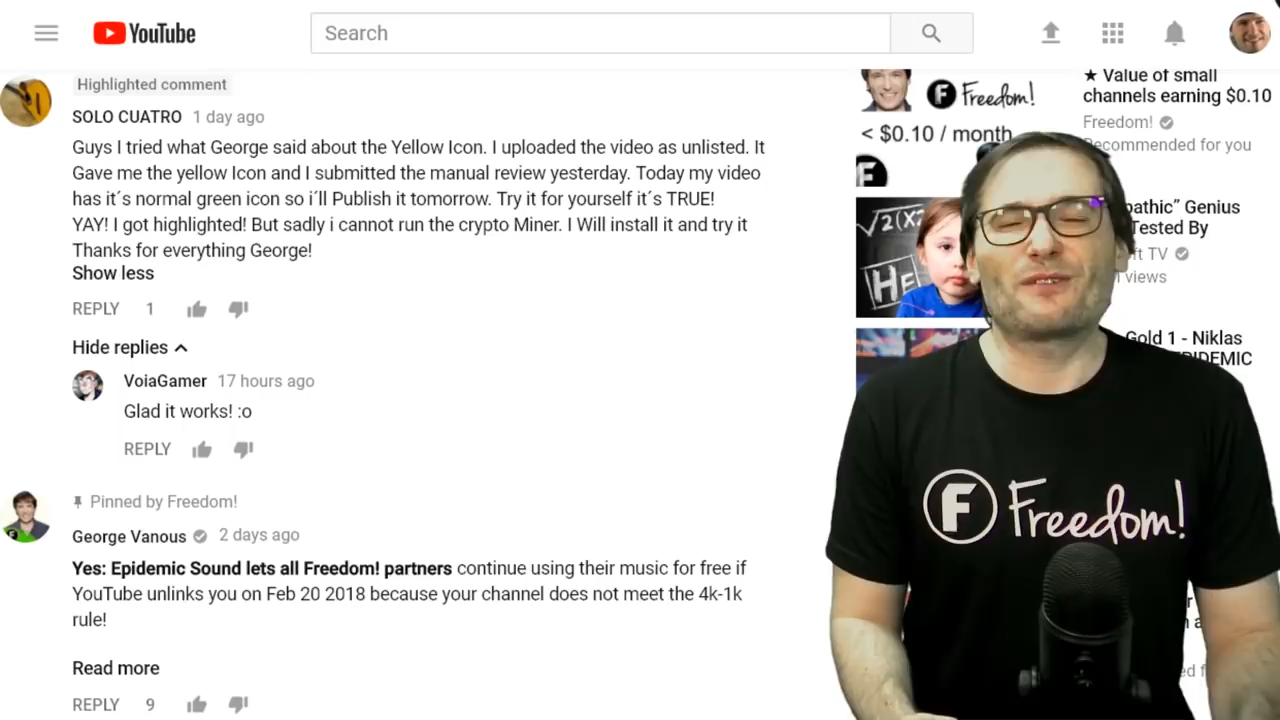 YouTube
Search
Highlighted comment
SOLO CUATRO 1 day ago
Guys I tried what George said about the Yellow Icon. I uploaded the video as unlisted. It
Gave me the yellow Icon and I submitted the manual review yesterday. Today my video
has it´s normal green icon so i´ll Publish it tomorrow. Try it for yourself it´s TRUE!
YAY! I got highlighted! But sadly i cannot run the crypto Miner. I Will install it and try it
Thanks for everything George!
Show less
REPLY 1
Hide replies
VoiaGamer 17 hours ago
Glad it works! :o
REPLY
Pinned by Freedom!
George Vanous 2 days ago
Yes: Epidemic Sound lets all Freedom! partners continue using their music for free if
YouTube unlinks you on Feb 20 2018 because your channel does not meet the 4k-1k
rule!
Read more
REPLY 9
F Freedom!
< $0.10 / month
★ Value of small
channels earning $0.10
Freedom!
Recommended for you
F
√2(X2
HE
Genius
Tested By
TV
views
Gold 1 - Niklas
F Freedom!